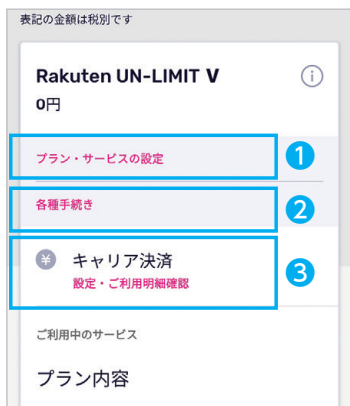 表記の金額は税別です
Rakuten UN-LIMIT V
i
0円
プラン・サービスの設定
1
各種手続き
2
¥ キャリア決済
設定・ご利用明細確認
3
ご利用中のサービス
プラン内容